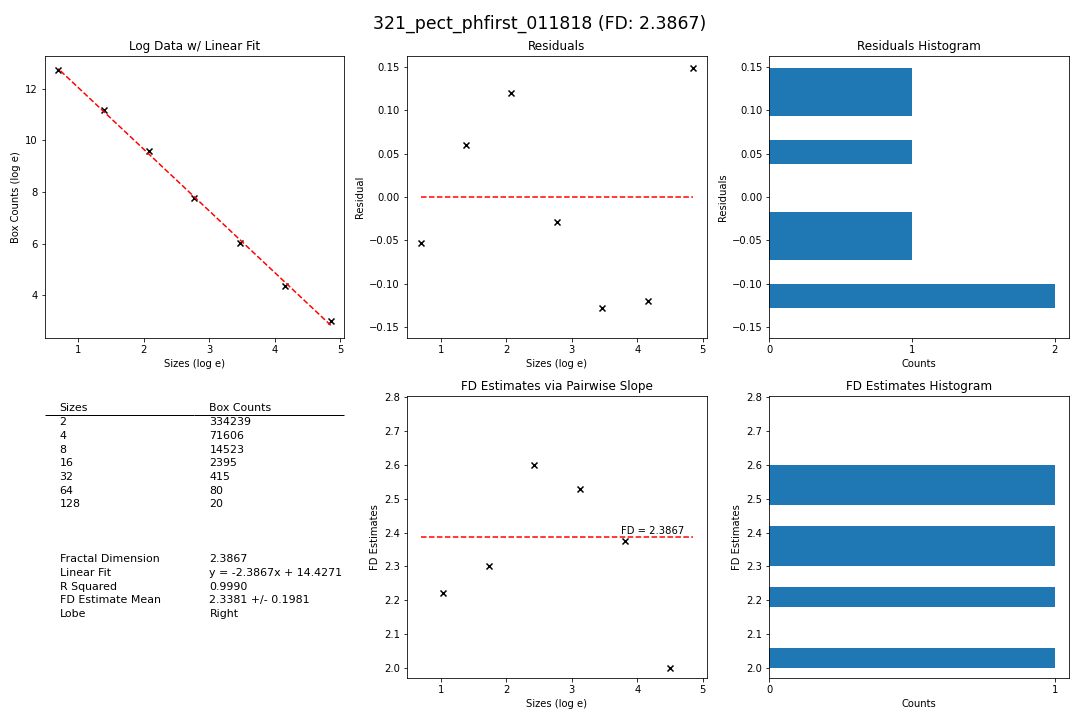 321_pect_phfirst_011818 (FD: 2.3867)
Log Data w/ Linear Fit
12
10
8
6
4
Box Counts (log e)
1 2 3 4 5
Sizes (log e)
Residuals
0.15
0.10
0.05
0.00
−0.05
−0.10
−0.15
Residual
1 2 3 4 5
Sizes (log e)
Residuals Histogram
0.15
0.10
0.05
0.00
−0.05
−0.10
−0.15
Residuals
0 1 2
Counts
Sizes Box Counts
2 334239
4 71606
8 14523
16 2395
32 415
64 80
128 20
Fractal Dimension 2.3867
Linear Fit y = -2.3867x + 14.4271
R Squared 0.9990
FD Estimate Mean 2.3381 +/- 0.1981
Lobe Right
FD Estimates via Pairwise Slope
2.8
2.7
2.6
2.5
2.4
2.3
2.2
2.1
2.0
FD Estimates
FD = 2.3867
1 2 3 4 5
Sizes (log e)
FD Estimates Histogram
2.8
2.7
2.6
2.5
2.4
2.3
2.2
2.1
2.0
FD Estimates
0 1
Counts